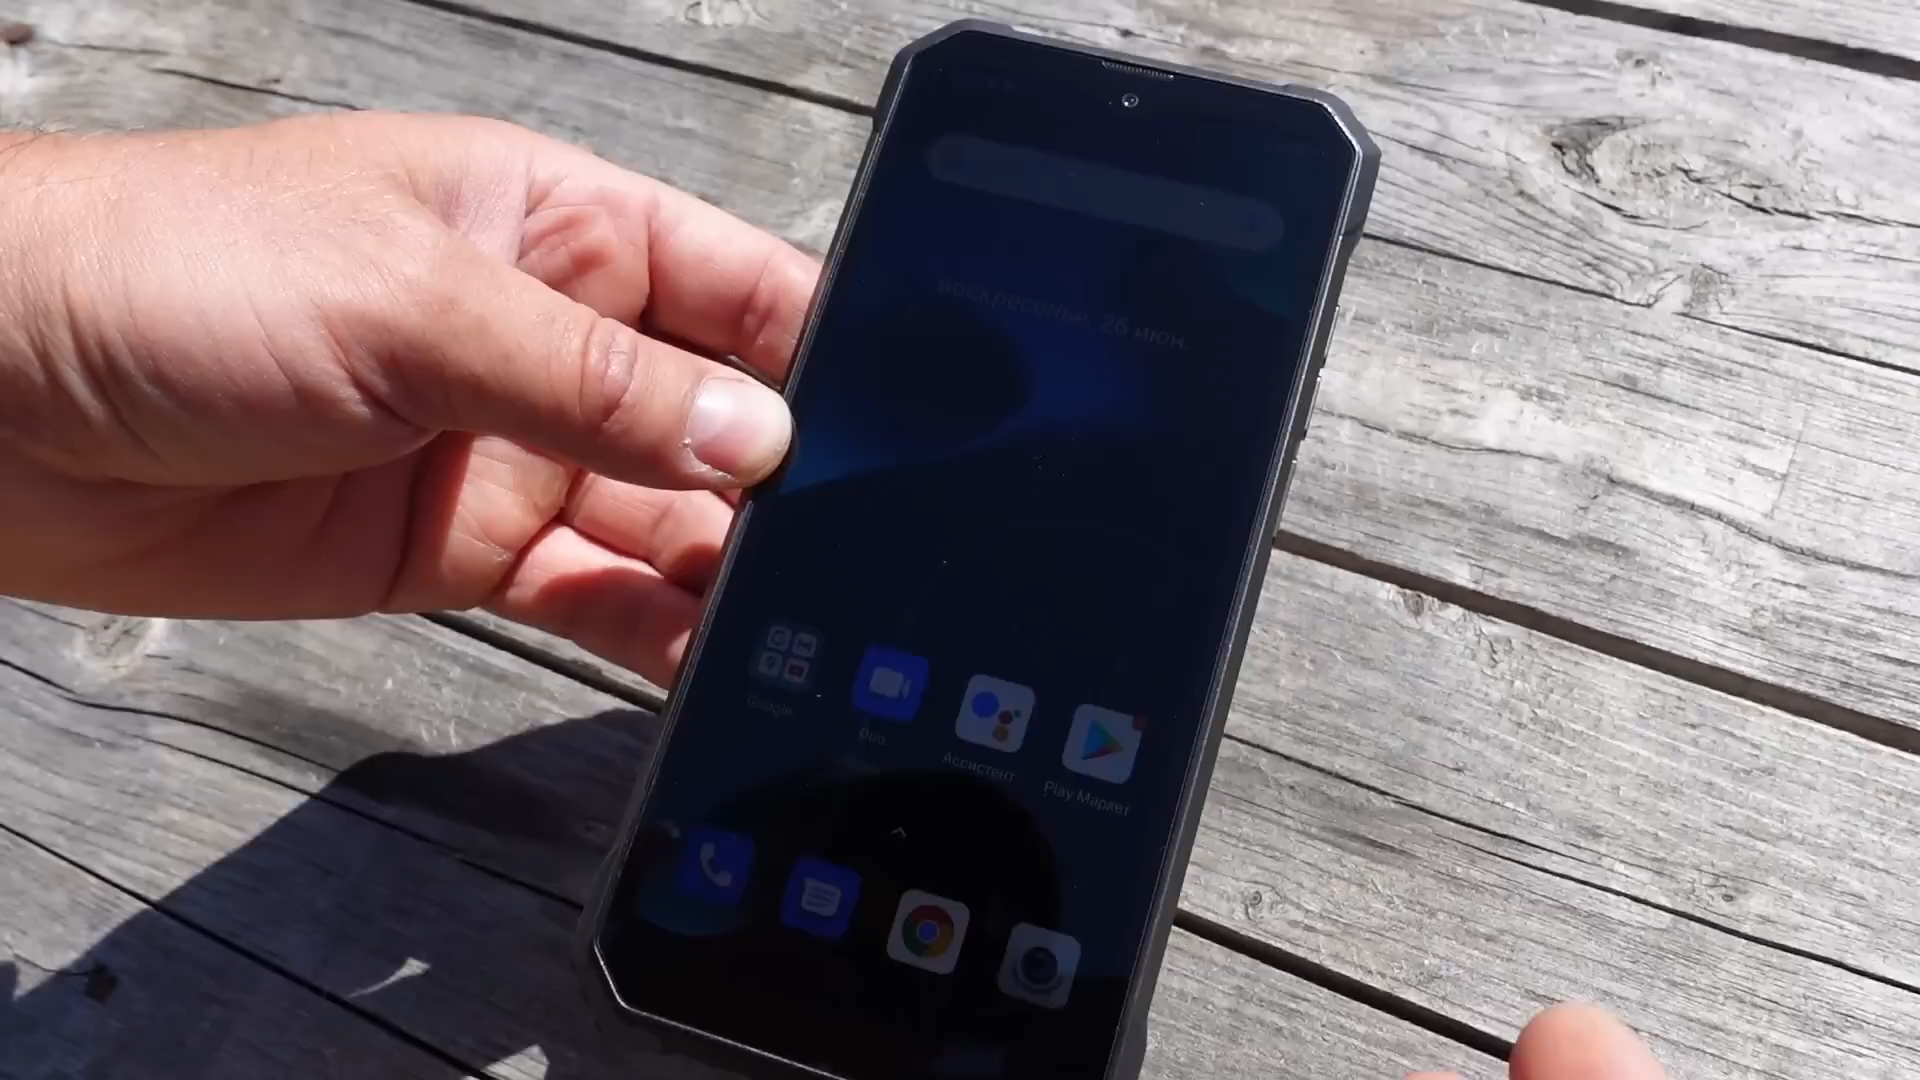 воскресенье, 26 июн.
Google
Duo
Ассистент
Play Маркет